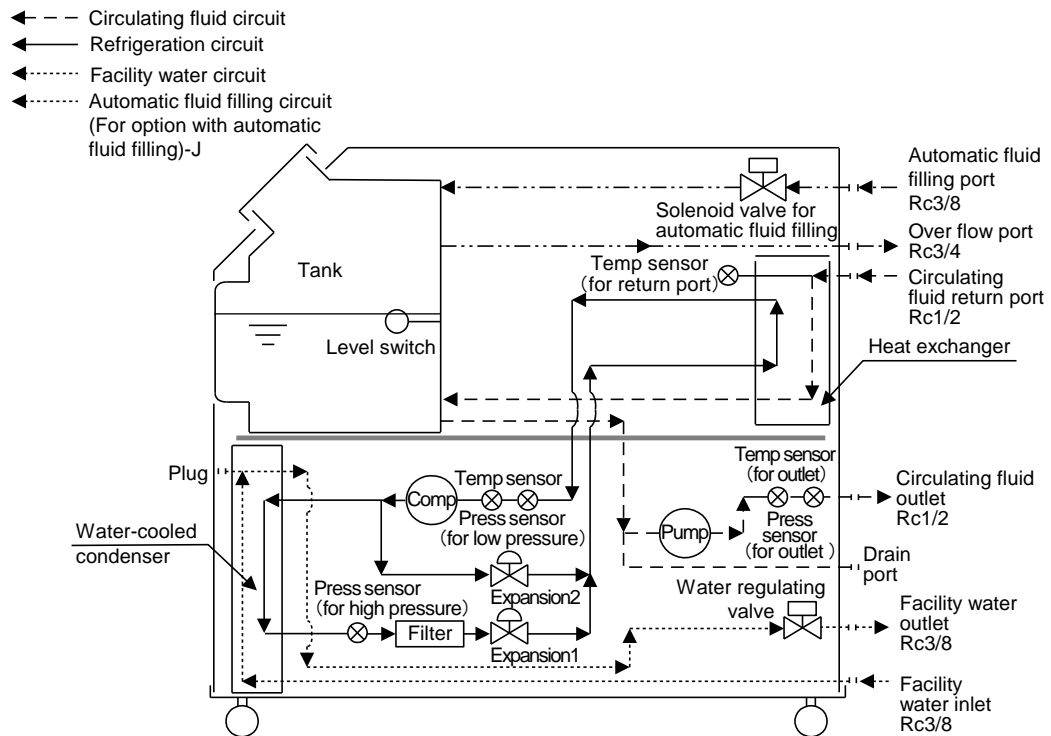 Circulating fluid circuit
Refrigeration circuit
Facility water circuit
Automatic fluid filling circuit
(For option with automatic
fluid filling)-J
Automatic fluid
filling port
Rc3/8
Solenoid valve for
automatic fluid filling
Over flow port
Rc3/4
Tank
Temp sensor
(for return port)
Circulating
fluid return port
Rc1/2
Level switch
Heat exchanger
Plug
Temp sensor
(for outlet)
Comp
Temp sensor
Press sensor
(for low pressure)
Circulating fluid
outlet
Rc1/2
Pump
Press
sensor
(for outlet)
Water-cooled
condenser
Drain
port
Expansion2
Press sensor
(for high pressure)
Water regulating
valve
Filter
Expansion1
Facility water
outlet
Rc3/8
Facility
water inlet
Rc3/8